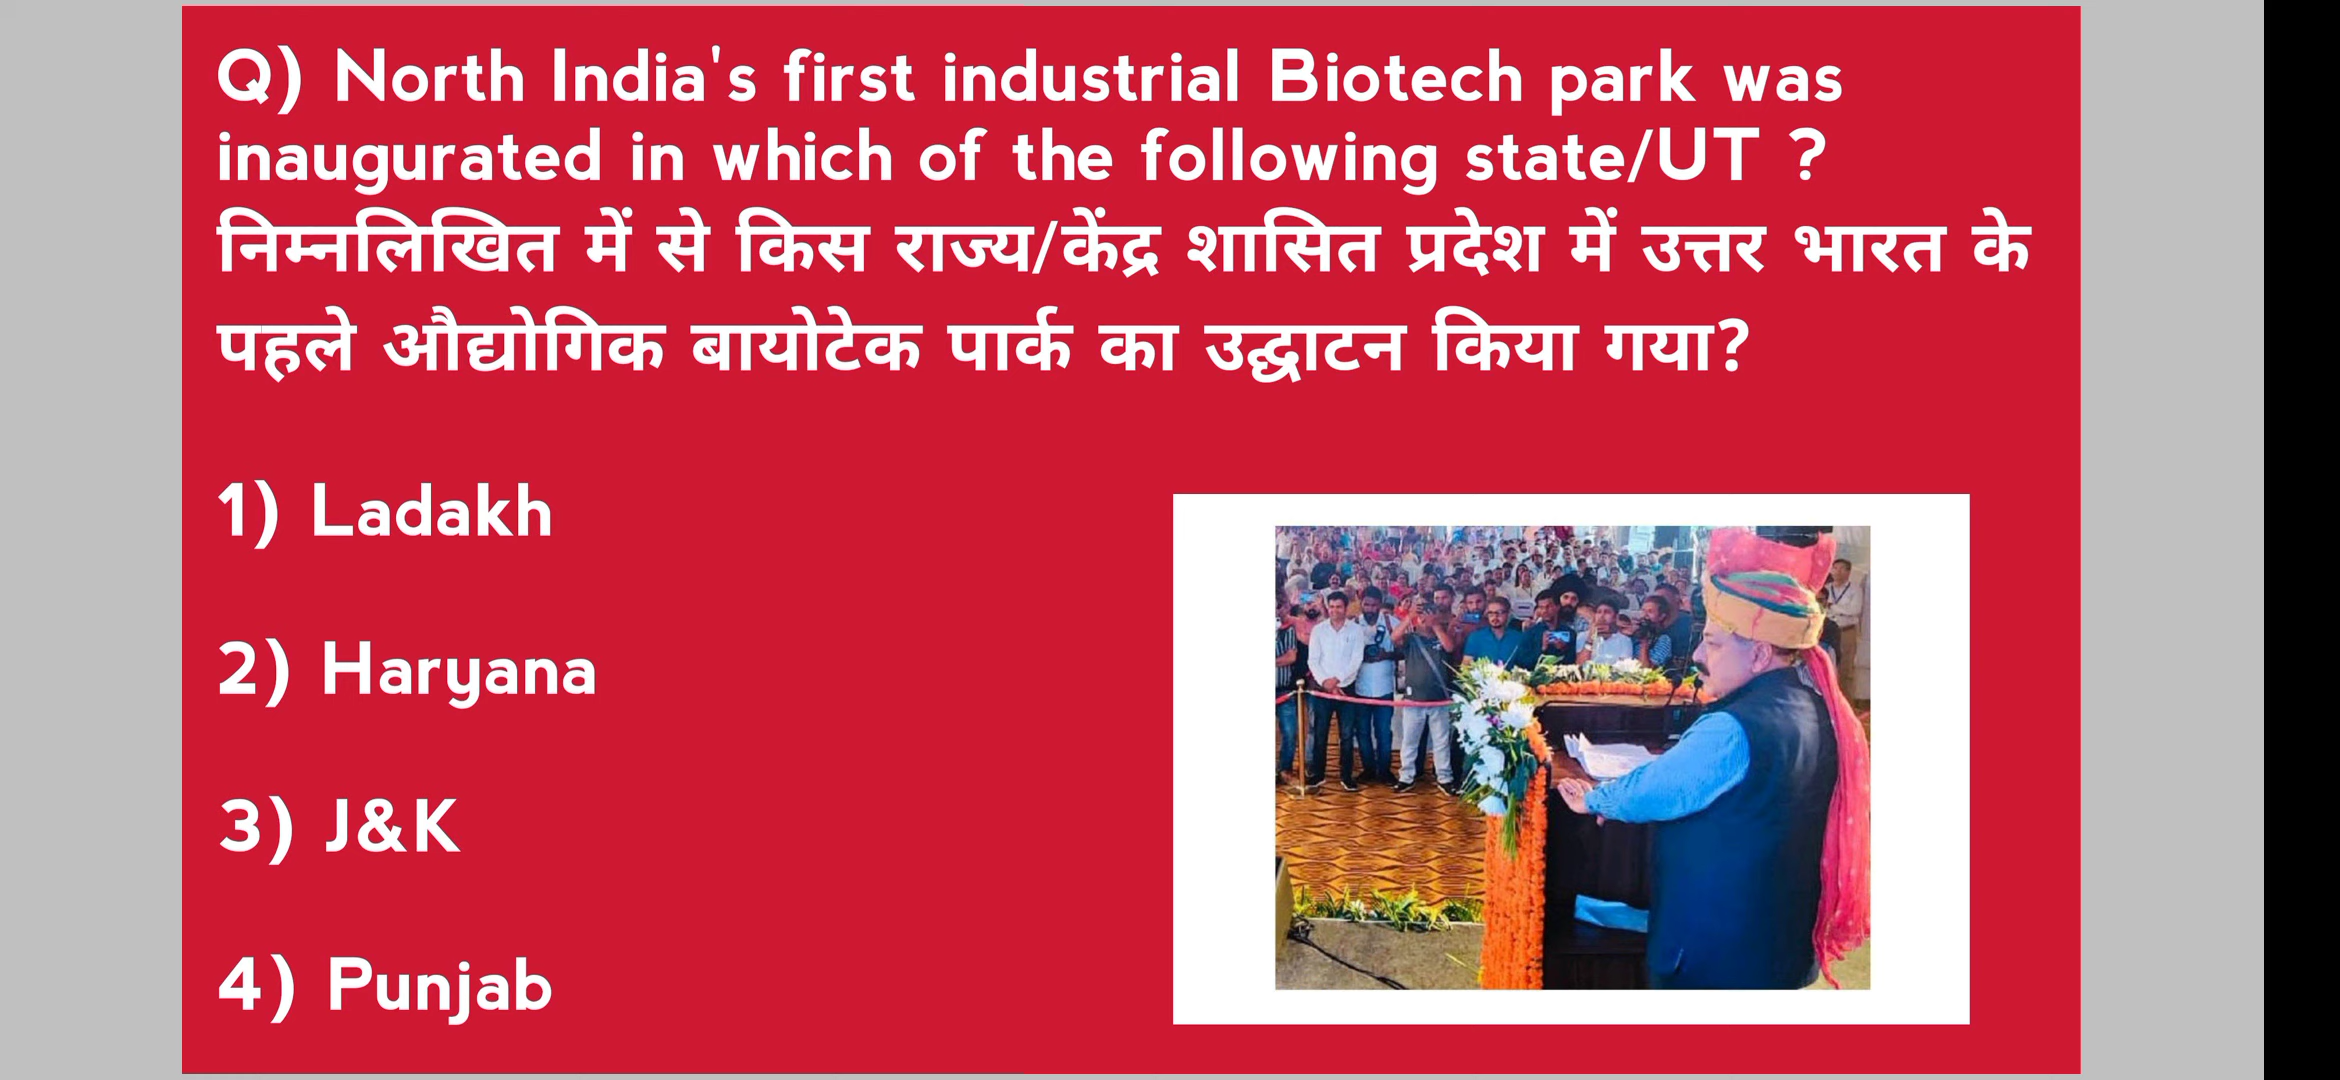 Q) North India's first industrial Biotech park was
inaugurated in which of the following state/UT ?
निम्नलिखित में से किस राज्य/केंद्र शासित प्रदेश में उत्तर भारत के
पहले औद्योगिक बायोटेक पार्क का उद्घाटन किया गया?
1) Ladakh
2) Haryana
3) J&K
4) Punjab